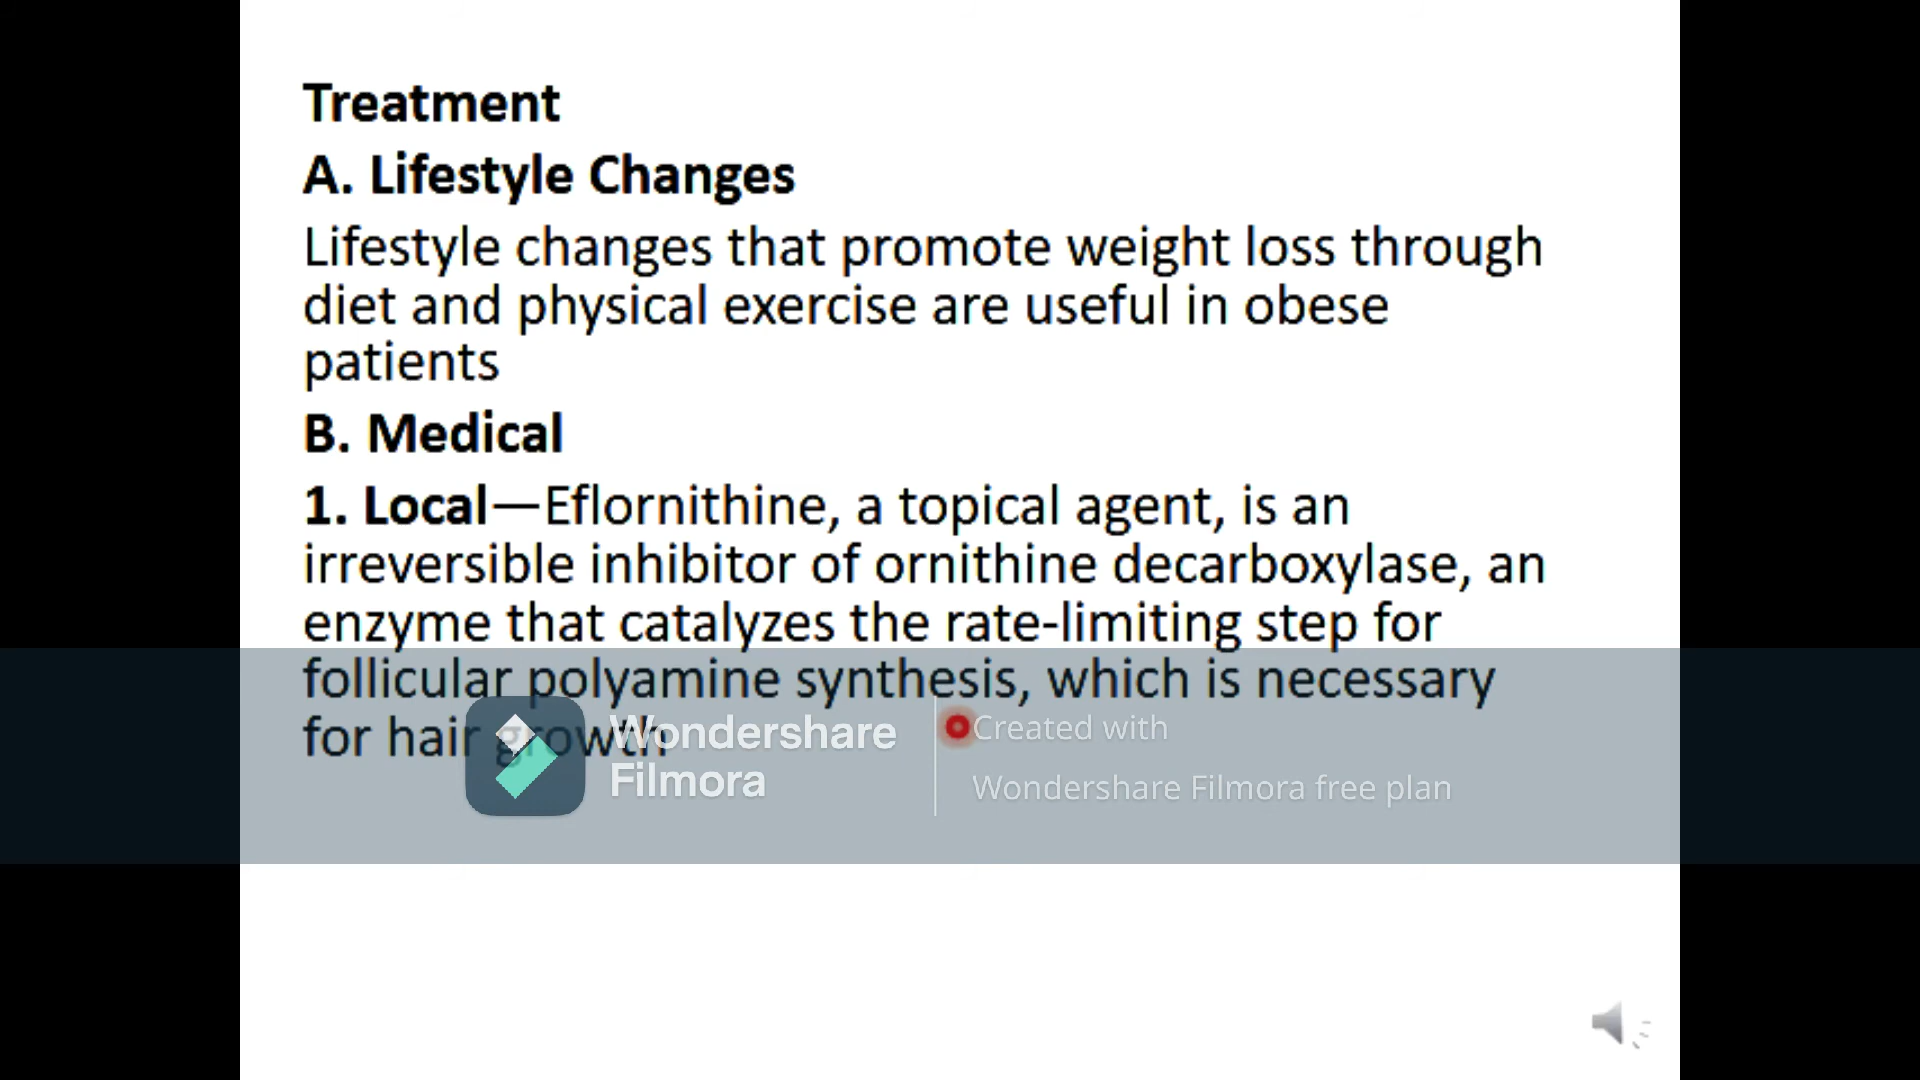 Treatment
A. Lifestyle Changes
Lifestyle changes that promote weight loss through
diet and physical exercise are useful in obese
patients
B. Medical
1. Local—Eflornithine, a topical agent, is an
irreversible inhibitor of ornithine decarboxylase, an
enzyme that catalyzes the rate-limiting step for
follicular polyamine synthesis, which is necessary
for hair growth
Wondershare
Filmora
Created with
Wondershare Filmora free plan